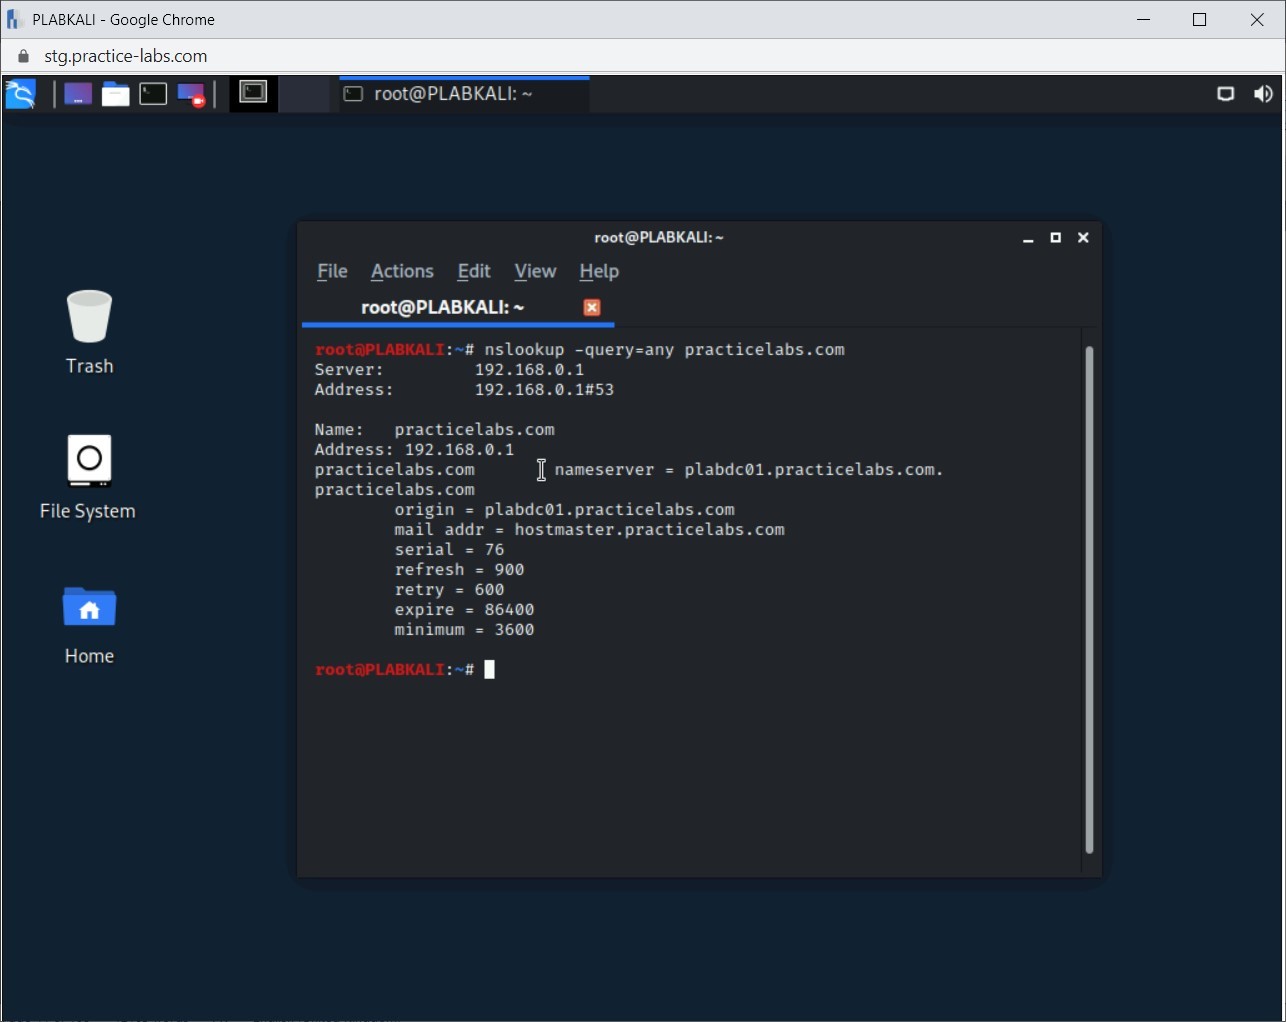 PLABKALI - Google Chrome
stg.practice-labs.com
root@PLABKALI: ~
root@PLABKALI: ~
File Actions Edit View Help
root@PLABKALI: ~
root@PLABKALI:~# nslookup -query=any practicelabs.com
Server: 192.168.0.1
Address: 192.168.0.1#53
Name: practicelabs.com
Address: 192.168.0.1
practicelabs.com nameserver = plabdc01.practicelabs.com.
practicelabs.com
origin = plabdc01.practicelabs.com
mail addr = hostmaster.practicelabs.com
serial = 76
refresh = 900
retry = 600
expire = 86400
minimum = 3600
root@PLABKALI:~#
Trash
File System
Home